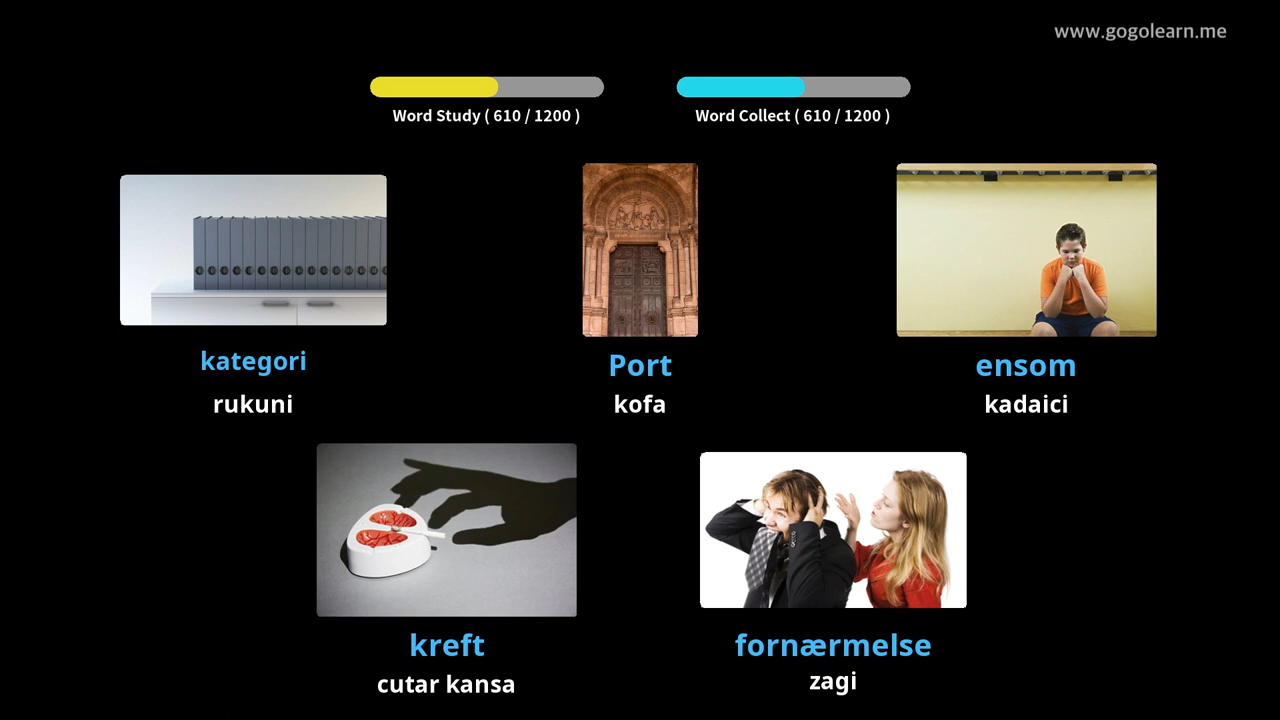 www.gogolearn.me
Word Study ( 610 / 1200 )
Word Collect ( 610 / 1200 )
kategori
rukuni
Port
kofa
ensom
kadaici
kreft
cutar kansa
fornærmelse
zagi